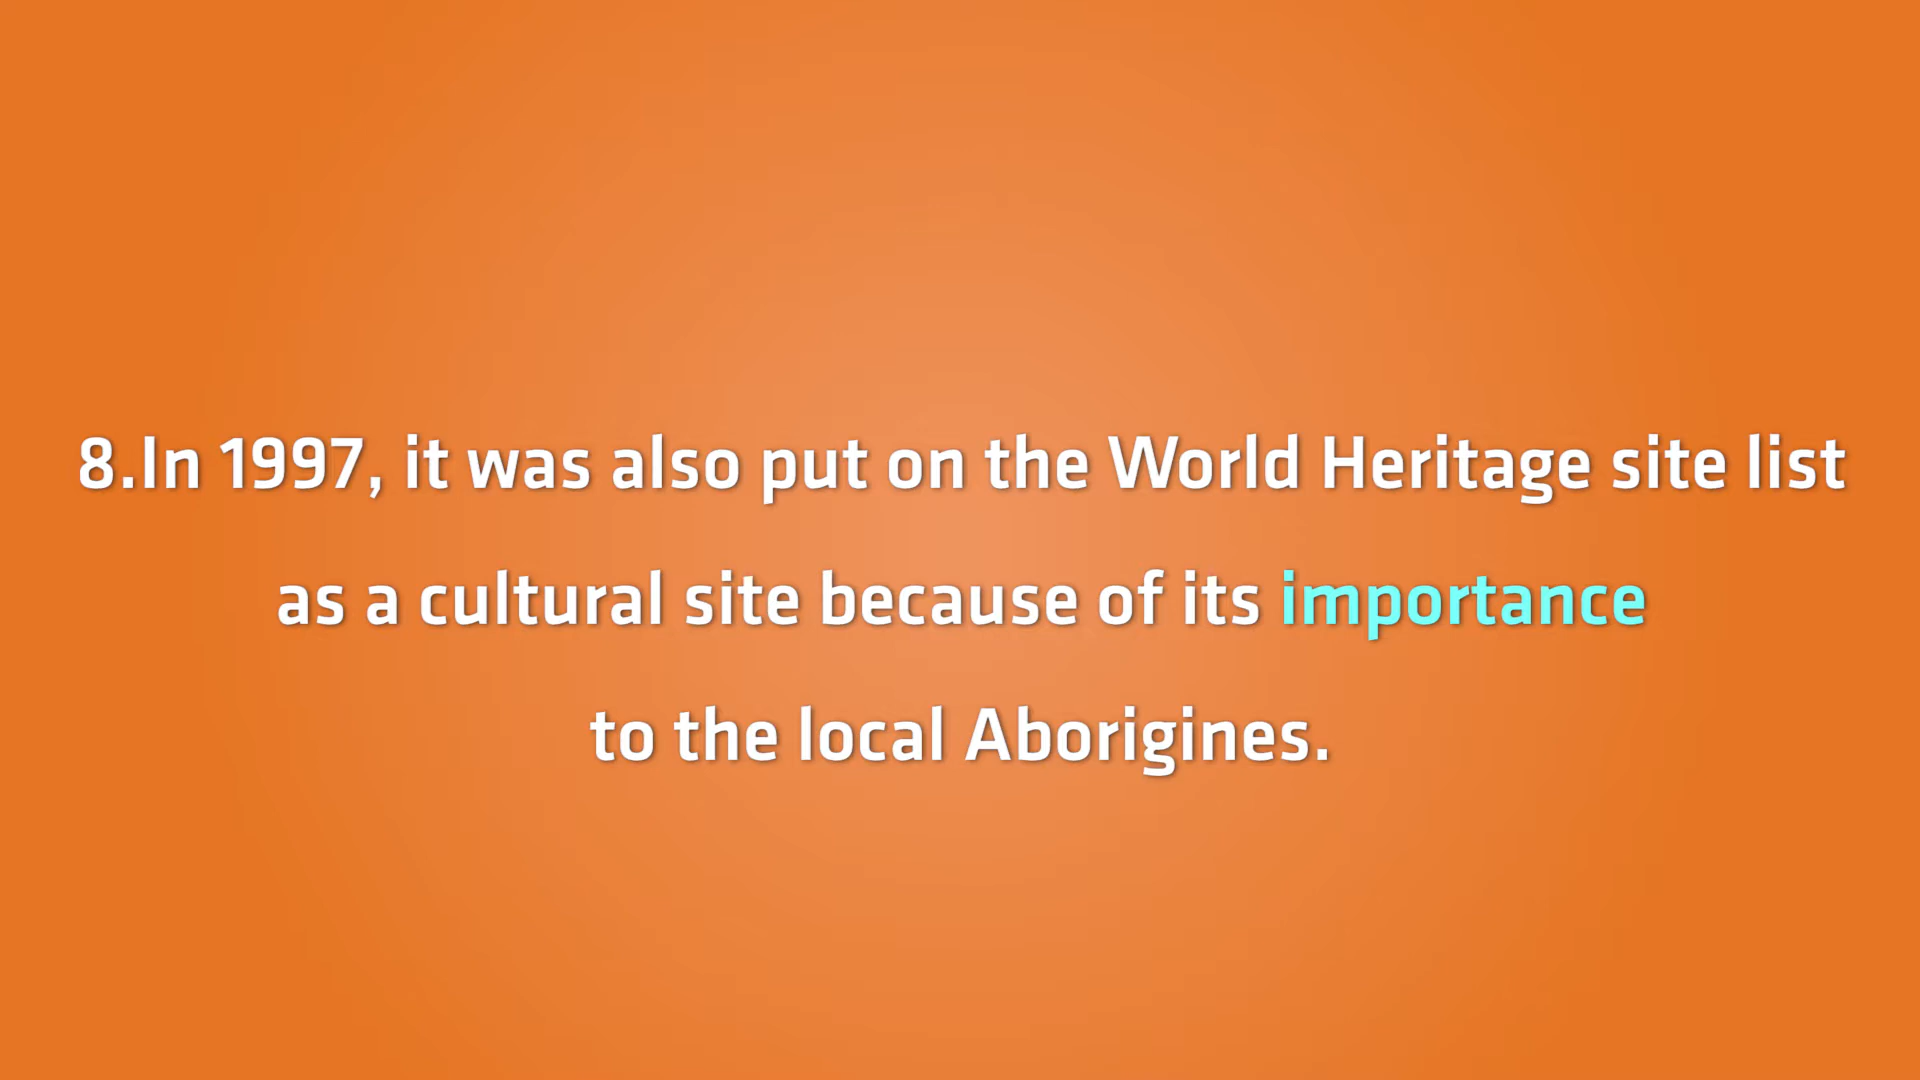 8.In 1997, it was also put on the World Heritage site list
as a cultural site because of its importance
to the local Aborigines.